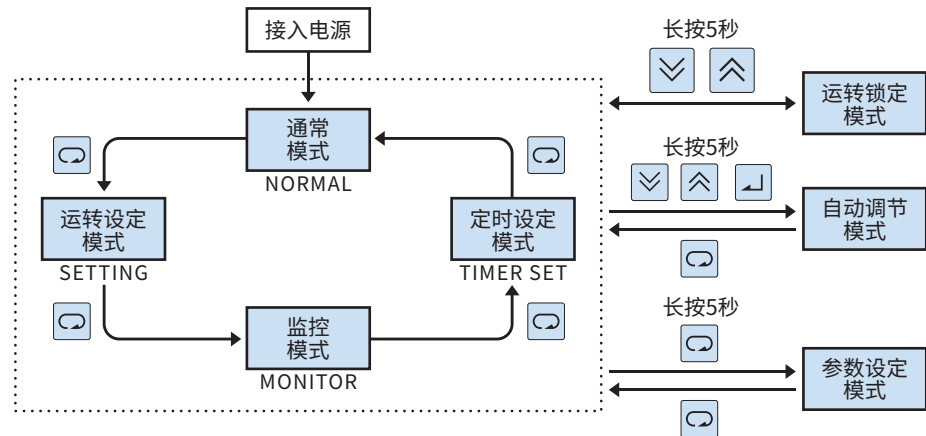 接入电源
长按5秒
运转锁定
模式
通常
模式
NORMAL
长按5秒
运转设定
模式
SETTING
定时设定
模式
TIMER SET
自动调节
模式
监控
模式
MONITOR
长按5秒
参数设定
模式